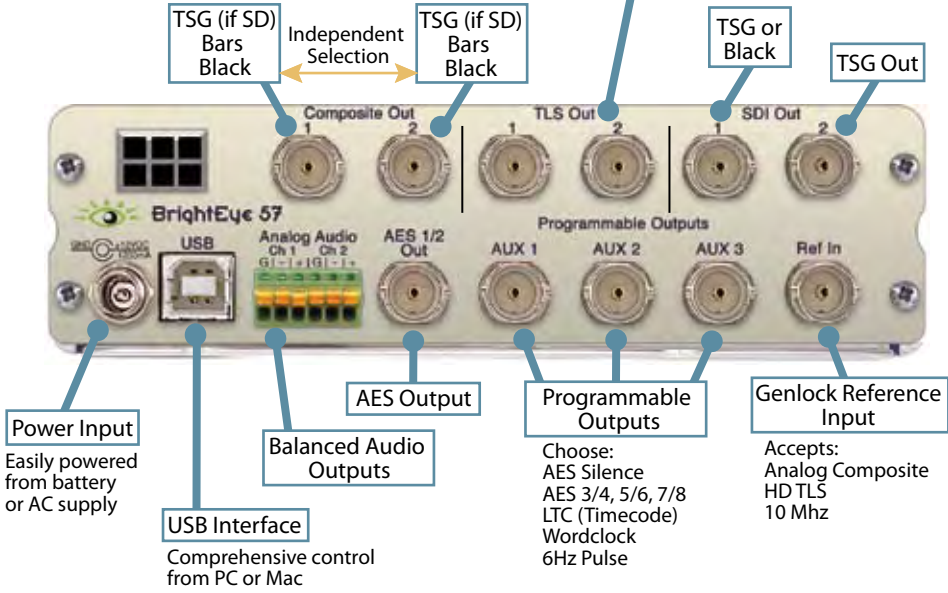 TSG (if SD)
Bars
Black
Independent
Selection
TSG (if SD)
Bars
Black
TSG or
Black
TSG Out
Composite Out
1
2
TLS Out
1
2
SDI Out
1
2
BrightEye 57
GND
+12VDC
USB
Analog Audio
Ch 1 Ch 2
G|-|+|G|-|+
AES 1/2
Out
Programmable Outputs
AUX 1
AUX 2
AUX 3
Ref In
Power Input
Easily powered
from battery
or AC supply
USB Interface
Comprehensive control
from PC or Mac
Balanced Audio
Outputs
AES Output
Programmable
Outputs
Choose:
AES Silence
AES 3/4, 5/6, 7/8
LTC (Timecode)
Wordclock
6Hz Pulse
Genlock Reference
Input
Accepts:
Analog Composite
HD TLS
10 Mhz